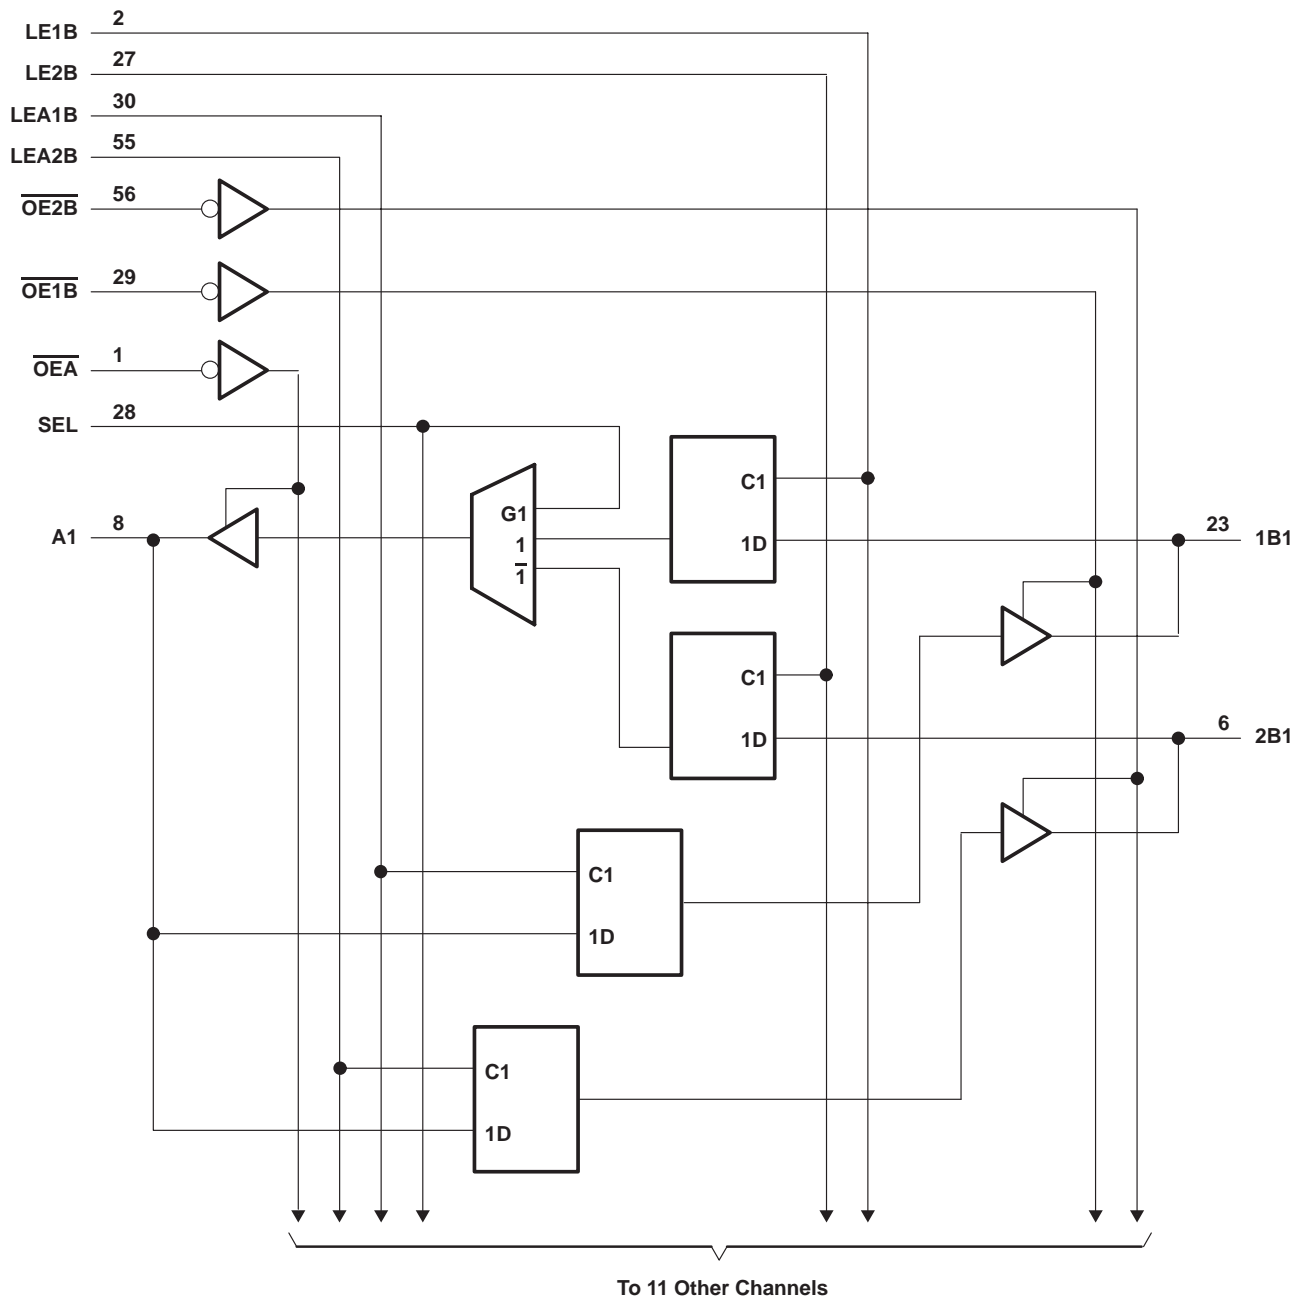 LE1B 2
LE2B 27
LEA1B 30
LEA2B 55
OE2B 56
OE1B 29
OEA 1
SEL 28
C1
G1
A1 8
1
1D
23 1B1
1
C1
1D
6 2B1
C1
1D
C1
1D
To 11 Other Channels